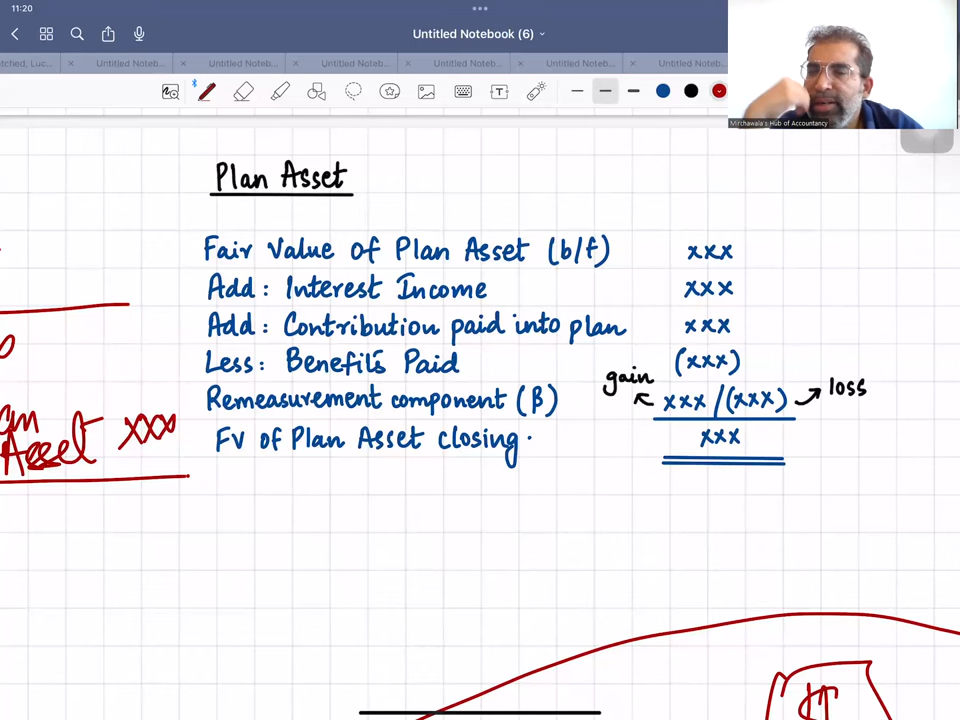 11:20
Untitled Notebook (6)
tched, Luc...
Untitled Noteb...
Untitled Noteb...
Untitled Noteb...
Untitled Noteb...
Untitled Noteb...
Untitled Noteb...
Mirchawala's Hub of Accountancy
Plan Asset
Fair Value of Plan Asset (b/f) xxx
Add: Interest Income xxx
Add: Contribution paid into plan xxx
Less: Benefits Paid (xxx)
gain
Remeasurement component (β) xxx/(xxx) loss
FV of Plan Asset closing. xxx
Asset xxx